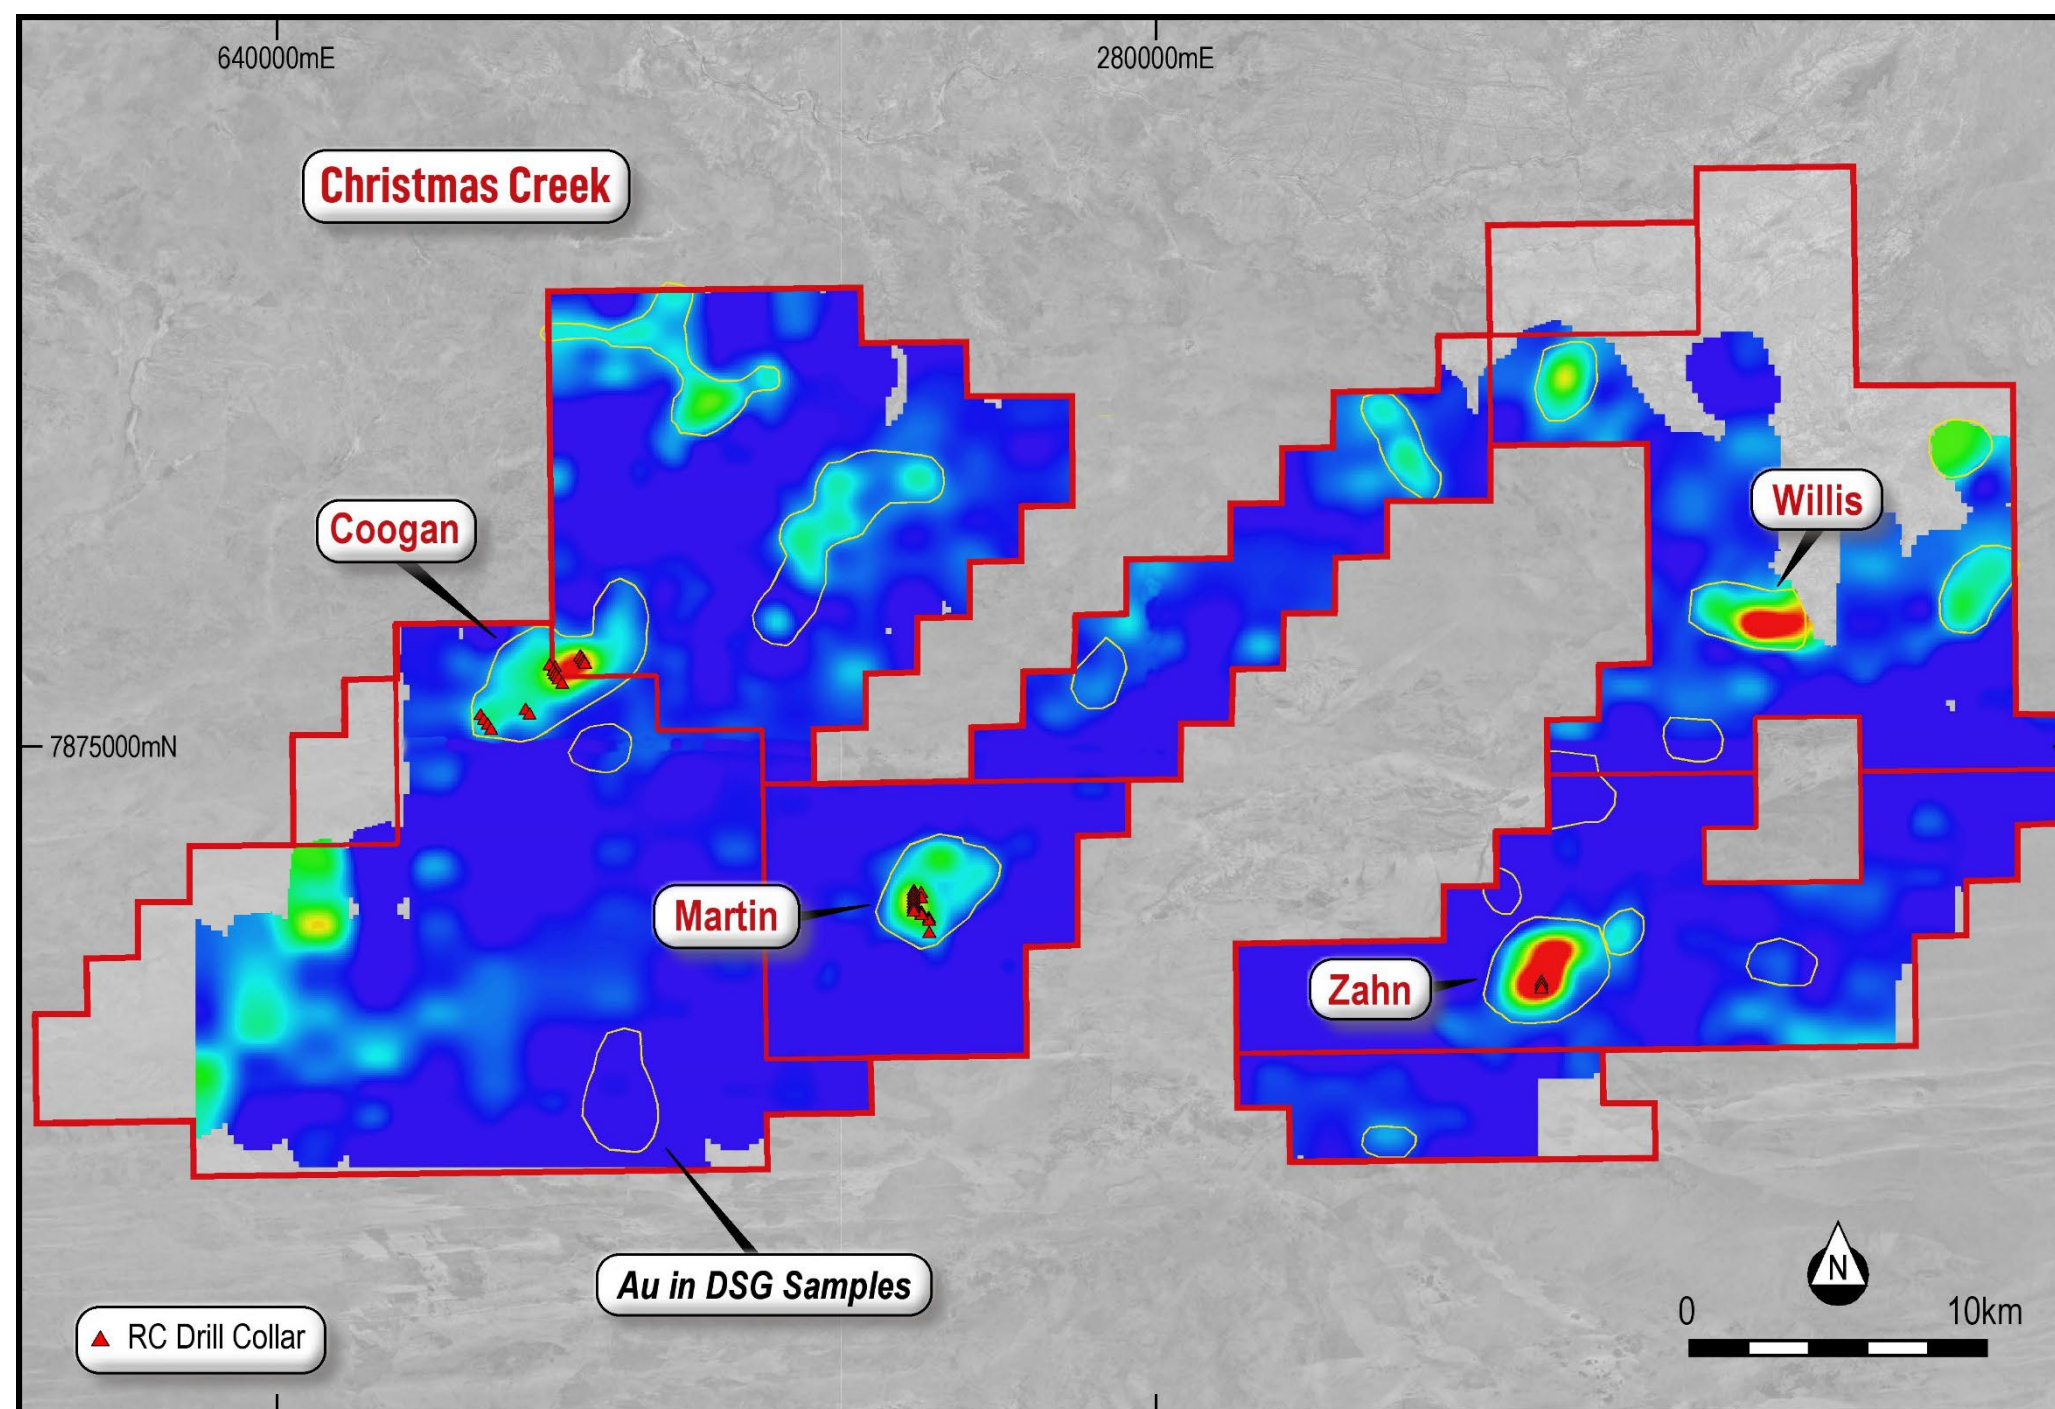 640000mE
280000mE
Christmas Creek
Coogan
Willis
7875000mN
Martin
Zahn
Au in DSG Samples
N
0
10km
RC Drill Collar